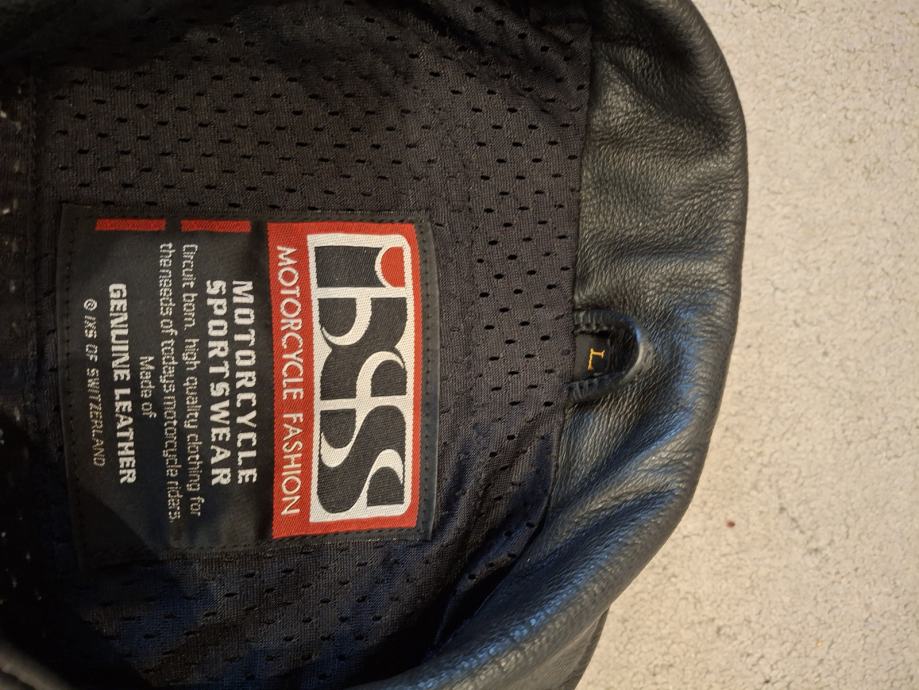 ixs
MOTORCYCLE FASHION
MOTORCYCLE
SPORTSWEAR
Circuit born, high quality clothing for
the needs of todays motorcycle riders.
Made of
GENUINE LEATHER
© IXS OF SWITZERLAND
L